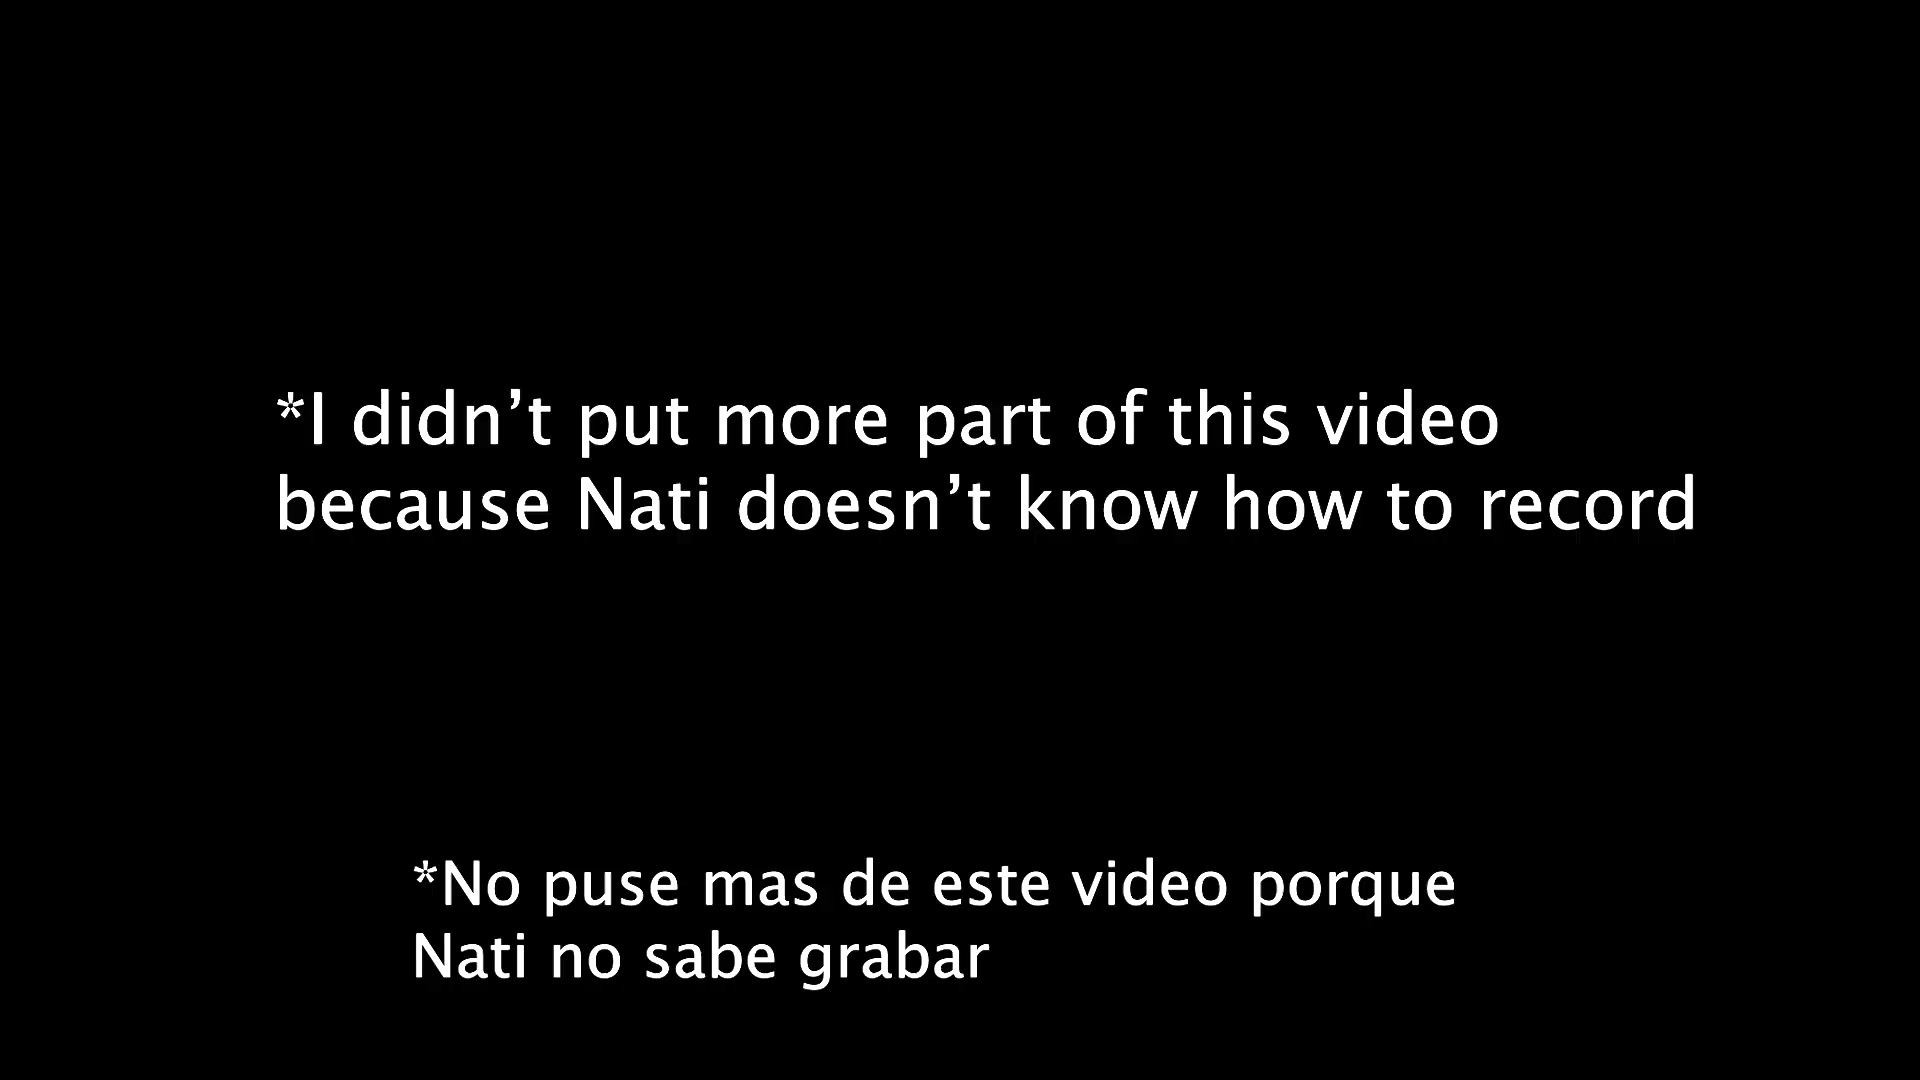 *I didn’t put more part of this video
because Nati doesn’t know how to record
*No puse mas de este video porque
Nati no sabe grabar